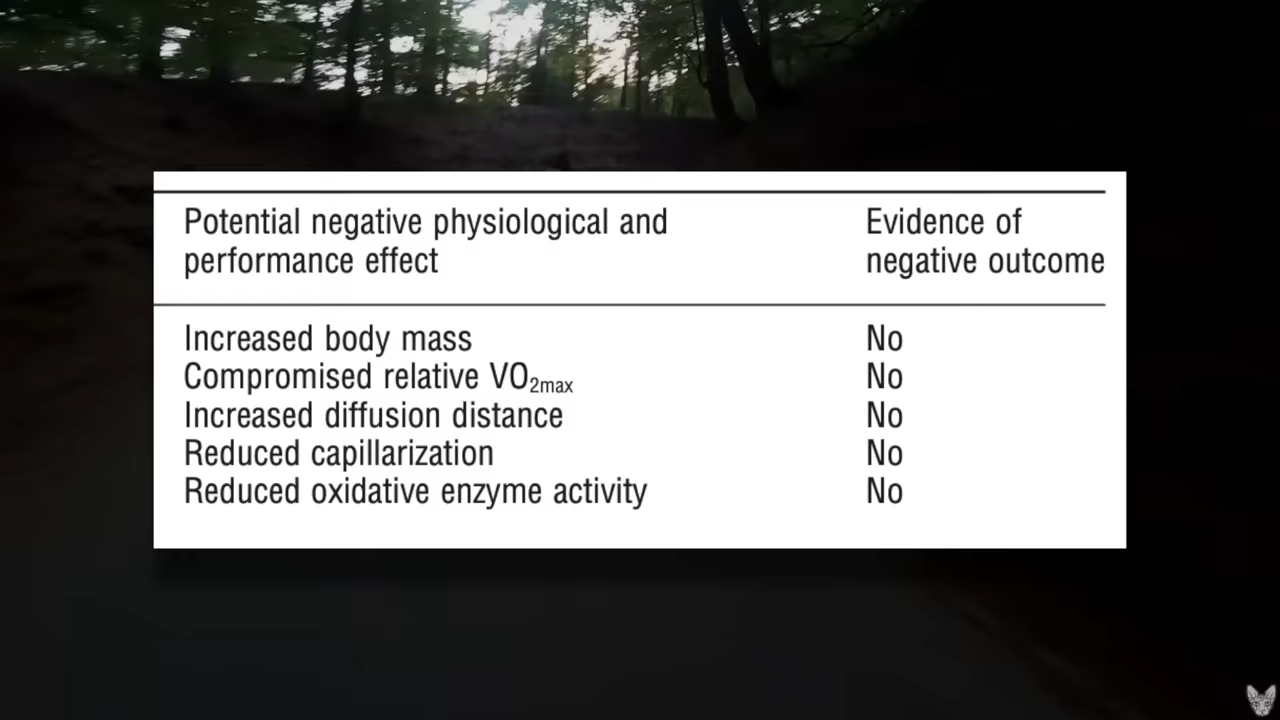 Potential negative physiological and
performance effect
Evidence of
negative outcome
Increased body mass No
Compromised relative VO2max No
Increased diffusion distance No
Reduced capillarization No
Reduced oxidative enzyme activity No